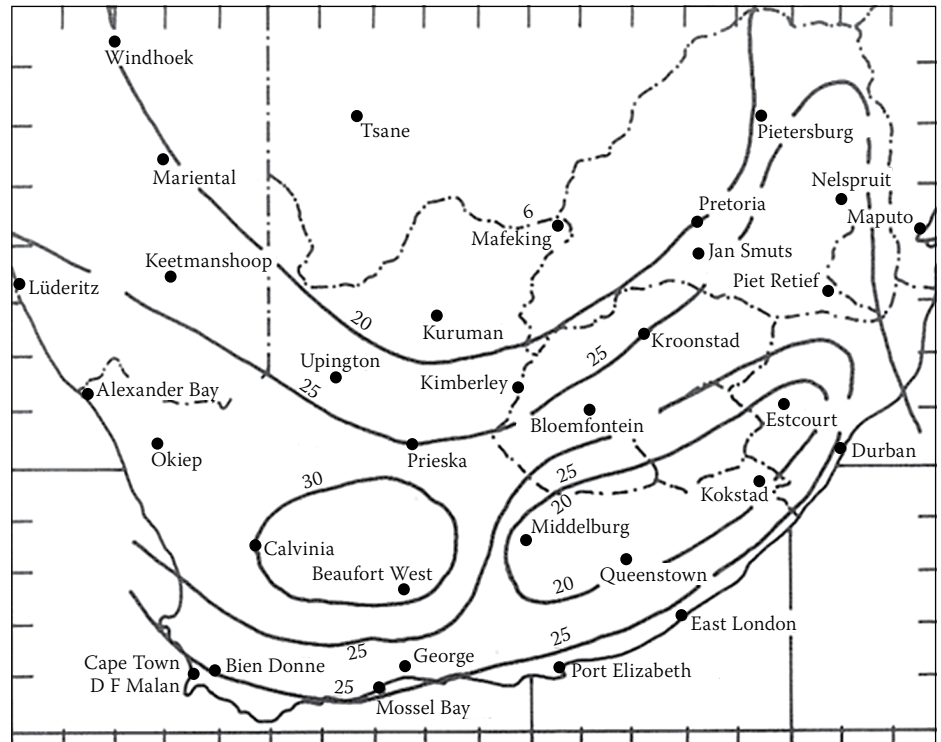 Windhoek
Tsane
Pietersburg
Mariental
Nelspruit
Pretoria
6
Maputo
Mafeking
Jan Smuts
Keetmanshoop
Piet Retief
Lüderitz
20
Kuruman
Kroonstad
25
Upington
Kimberley
25
Alexander Bay
Bloemfontein
Estcourt
Okiep
Prieska
Durban
25
30
Kokstad
20
Middelburg
Calvinia
Beaufort West
Queenstown
20
East London
25
25
George
Cape Town
D F Malan
Bien Donne
Port Elizabeth
25
Mossel Bay